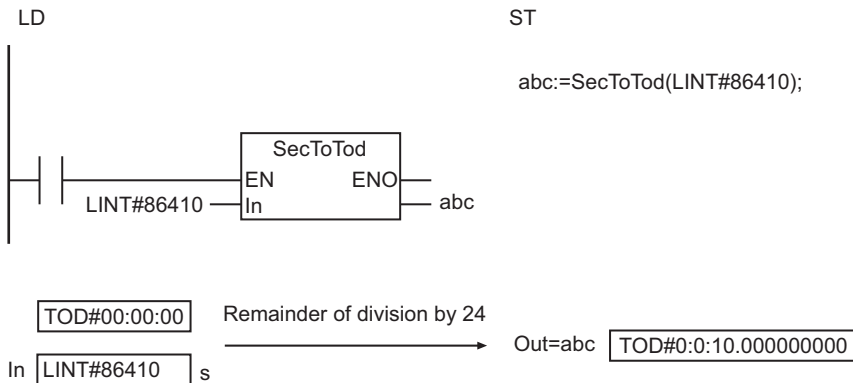 LD
ST
abc:=SecToTod(LINT#86410);
SecToTod
EN ENO
LINT#86410 In abc
TOD#00:00:00 Remainder of division by 24
Out=abc TOD#0:0:10.000000000
In LINT#86410 s